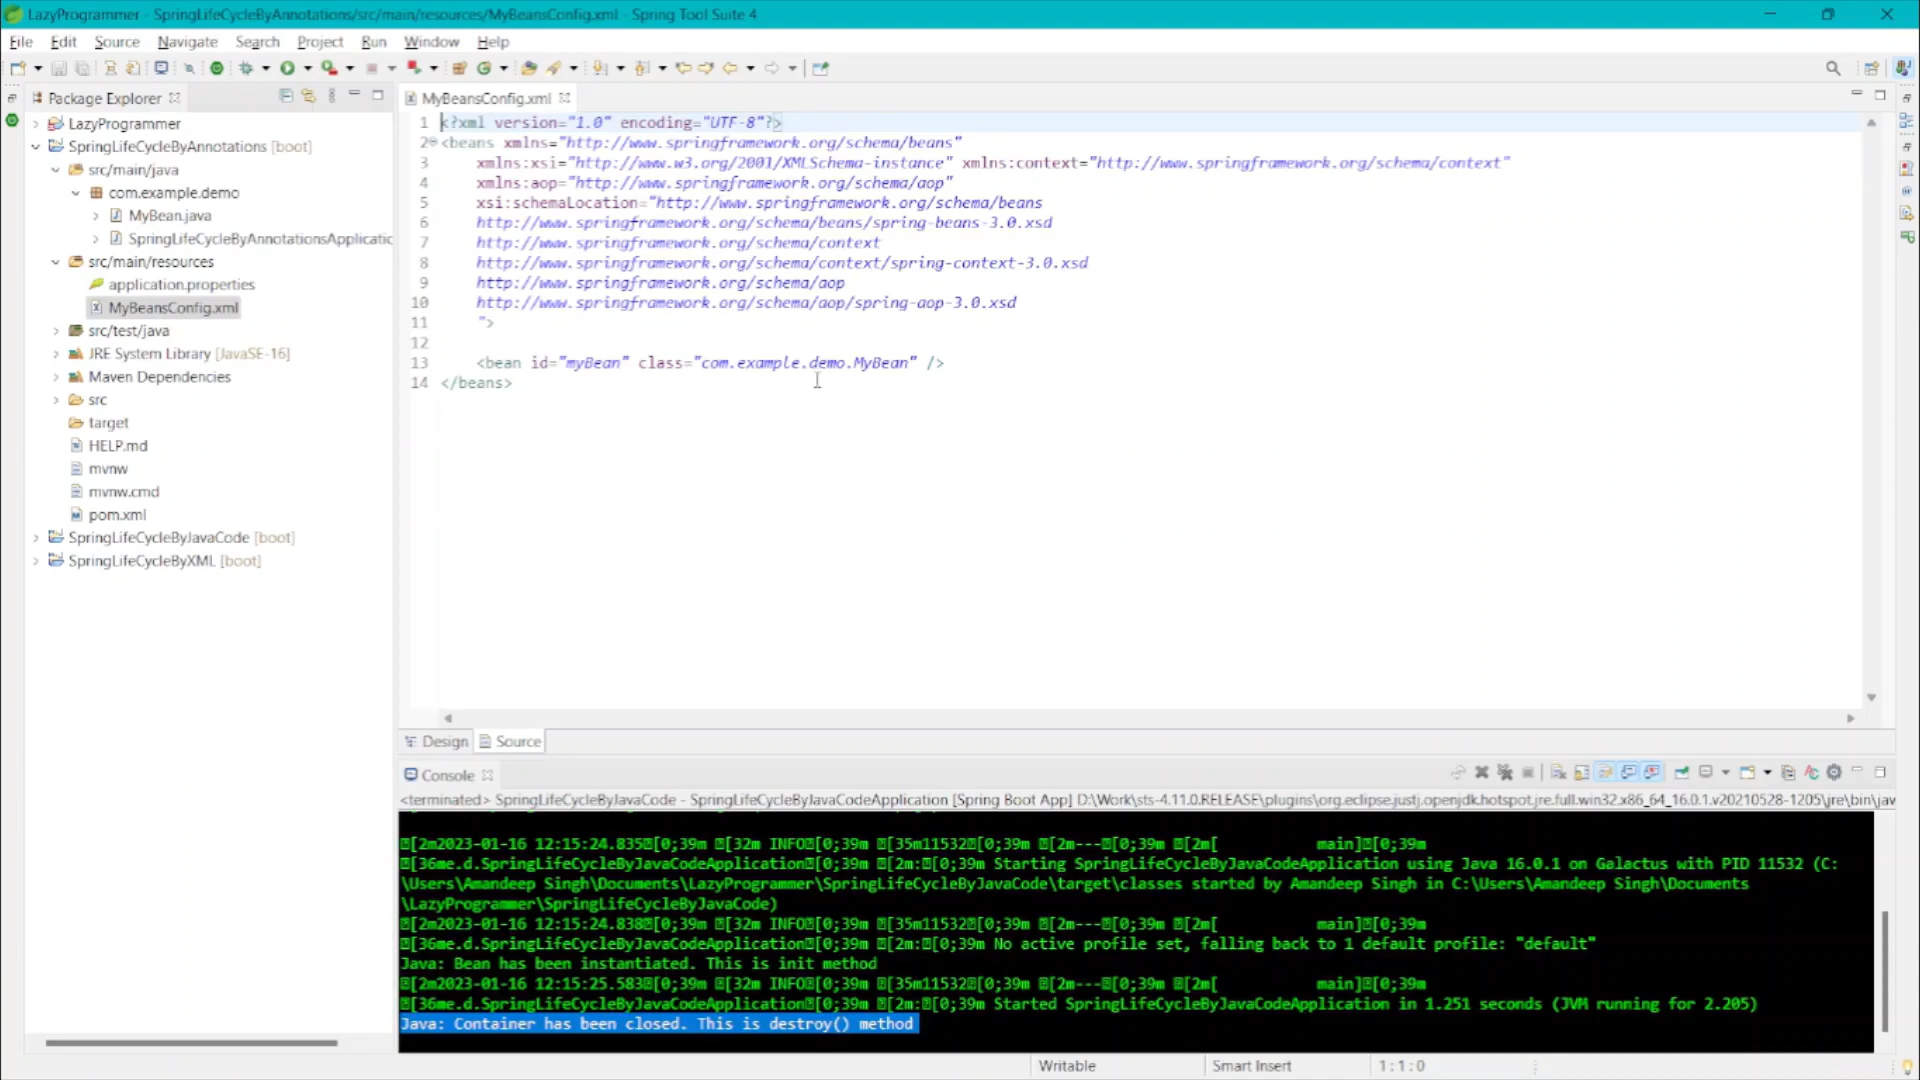 LazyProgrammer - SpringLifeCycleByAnnotations/src/main/resources/MyBeansConfig.xml - Spring Tool Suite 4
File Edit Source Navigate Search Project Run Window Help
Package Explorer
LazyProgrammer
SpringLifeCycleByAnnotations [boot]
src/main/java
com.example.demo
MyBean.java
SpringLifeCycleByAnnotationsApplicatic
src/main/resources
application.properties
MyBeansConfig.xml
src/test/java
JRE System Library [JavaSE-16]
Maven Dependencies
src
target
HELP.md
mvnw
mvnw.cmd
pom.xml
SpringLifeCycleByJavaCode [boot]
SpringLifeCycleByXML [boot]
MyBeansConfig.xml
1 <?xml version="1.0" encoding="UTF-8"?>
2 <beans xmlns="http://www.springframework.org/schema/beans"
3 xmlns:xsi="http://www.w3.org/2001/XMLSchema-instance" xmlns:context="http://www.springframework.org/schema/context"
4 xmlns:aop="http://www.springframework.org/schema/aop"
5 xsi:schemaLocation="http://www.springframework.org/schema/beans
6 http://www.springframework.org/schema/beans/spring-beans-3.0.xsd
7 http://www.springframework.org/schema/context
8 http://www.springframework.org/schema/context/spring-context-3.0.xsd
9 http://www.springframework.org/schema/aop
10 http://www.springframework.org/schema/aop/spring-aop-3.0.xsd
11 ">
12
13 <bean id="myBean" class="com.example.demo.MyBean" />
14 </beans>
Design Source
Console
<terminated> SpringLifeCycleByJavaCode - SpringLifeCycleByJavaCodeApplication [Spring Boot App] D:\Work\sts-4.11.0.RELEASE\plugins\org.eclipse.justj.openjdk.hotspot.jre.full.win32.x86_64_16.0.1.v20210528-1205\jre\bin\jav
[2m2023-01-16 12:15:24.835[0;39m [32m INFO[0;39m [35m11532[0;39m [2m---[0;39m [2m[ main][0;39m
[36me.d.SpringLifeCycleByJavaCodeApplication[0;39m [2m:[0;39m Starting SpringLifeCycleByJavaCodeApplication using Java 16.0.1 on Galactus with PID 11532 (C:
\Users\Amandeep Singh\Documents\LazyProgrammer\SpringLifeCycleByJavaCode\target\classes started by Amandeep Singh in C:\Users\Amandeep Singh\Documents
\LazyProgrammer\SpringLifeCycleByJavaCode)
[2m2023-01-16 12:15:24.838[0;39m [32m INFO[0;39m [35m11532[0;39m [2m---[0;39m [2m[ main][0;39m
[36me.d.SpringLifeCycleByJavaCodeApplication[0;39m [2m:[0;39m No active profile set, falling back to 1 default profile: "default"
Java: Bean has been instantiated. This is init method
[2m2023-01-16 12:15:25.583[0;39m [32m INFO[0;39m [35m11532[0;39m [2m---[0;39m [2m[ main][0;39m
[36me.d.SpringLifeCycleByJavaCodeApplication[0;39m [2m:[0;39m Started SpringLifeCycleByJavaCodeApplication in 1.251 seconds (JVM running for 2.205)
Java: Container has been closed. This is destroy() method
Writable Smart Insert 1:1:0